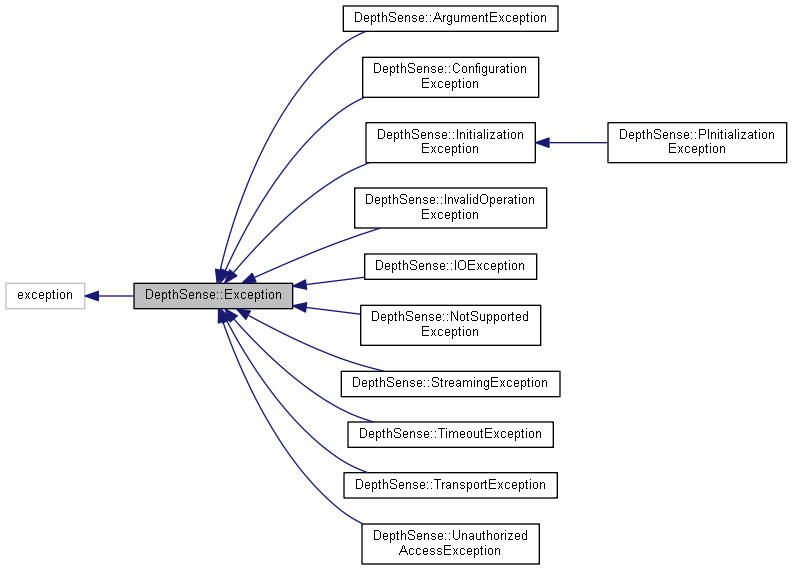 DepthSense::ArgumentException
DepthSense::Configuration
Exception
DepthSense::Initialization
Exception
DepthSense::PInitialization
Exception
DepthSense::InvalidOperation
Exception
DepthSense::IOException
exception
DepthSense::Exception
DepthSense::NotSupported
Exception
DepthSense::StreamingException
DepthSense::TimeoutException
DepthSense::TransportException
DepthSense::Unauthorized
AccessException